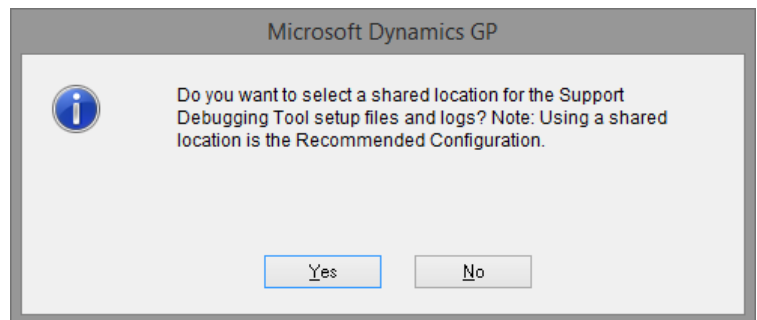 Microsoft Dynamics GP
Do you want to select a shared location for the Support
Debugging Tool setup files and logs? Note: Using a shared
location is the Recommended Configuration.
Yes
No